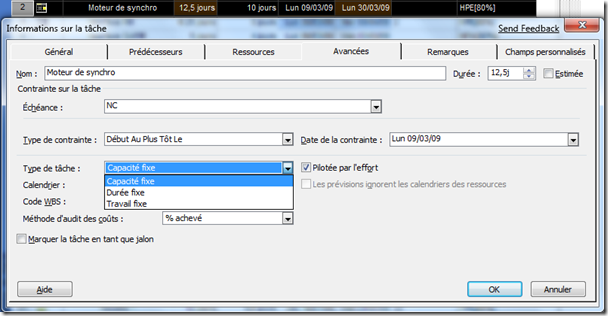 2 Moteur de synchro 12,5 jours 10 jours Lun 09/03/09 Lun 30/03/09 HPE[80%]
Informations sur la tâche Send Feedback
Général Prédécesseurs Ressources Avancées Remarques Champs personnalisés
Nom : Moteur de synchro Durée : 12,5j Estimée
Contrainte sur la tâche
Échéance : NC
Type de contrainte : Début Au Plus Tôt Le Date de la contrainte : Lun 09/03/09
Type de tâche : Capacité fixe Pilotée par l'effort
Capacité fixe
Calendrier : Durée fixe Les prévisions ignorent les calendriers des ressources
Code WBS : Travail fixe
Méthode d'audit des coûts : % achevé
Marquer la tâche en tant que jalon
Aide OK Annuler